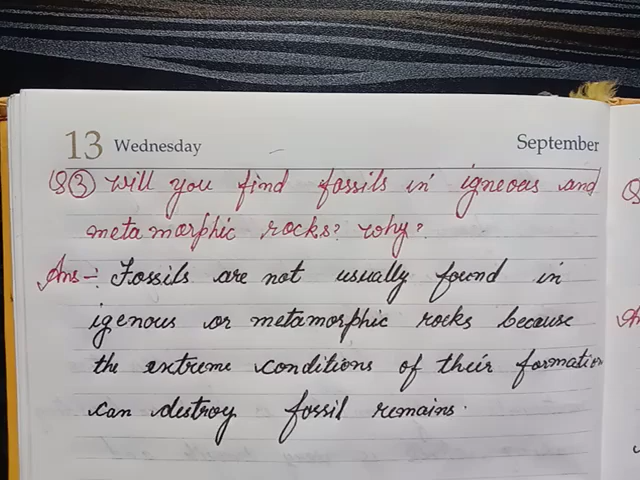 13 Wednesday September
Q③ Will you find fossils in igneous and
metamorphic rocks? Why?
Ans-: Fossils are not usually found in
igenous or metamorphic rocks because
the extreme conditions of their formation
can destroy fossil remains.